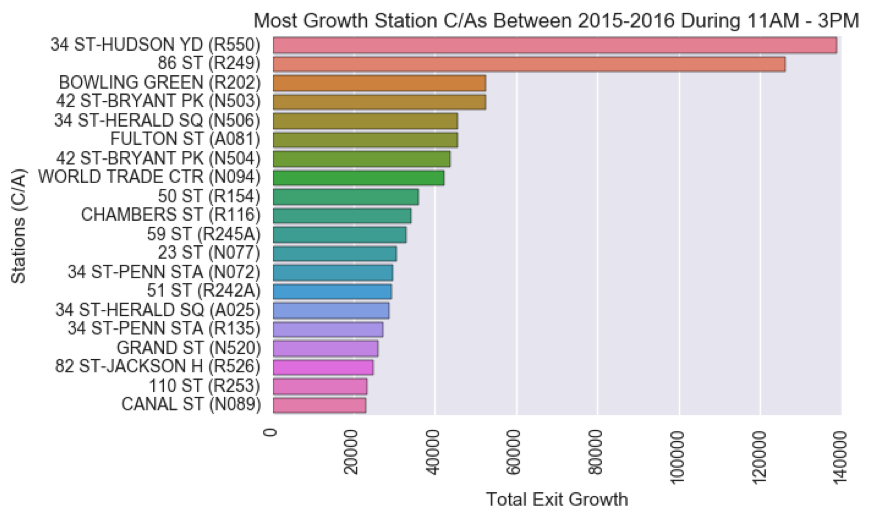 Most Growth Station C/As Between 2015-2016 During 11AM - 3PM
34 ST-HUDSON YD (R550)
86 ST (R249)
BOWLING GREEN (R202)
42 ST-BRYANT PK (N503)
34 ST-HERALD SQ (N506)
FULTON ST (A081)
42 ST-BRYANT PK (N504)
WORLD TRADE CTR (N094)
50 ST (R154)
CHAMBERS ST (R116)
59 ST (R245A)
23 ST (N077)
34 ST-PENN STA (N072)
51 ST (R242A)
34 ST-HERALD SQ (A025)
34 ST-PENN STA (R135)
GRAND ST (N520)
82 ST-JACKSON H (R526)
110 ST (R253)
CANAL ST (N089)
Stations (C/A)
0 20000 40000 60000 80000 100000 120000 140000
Total Exit Growth